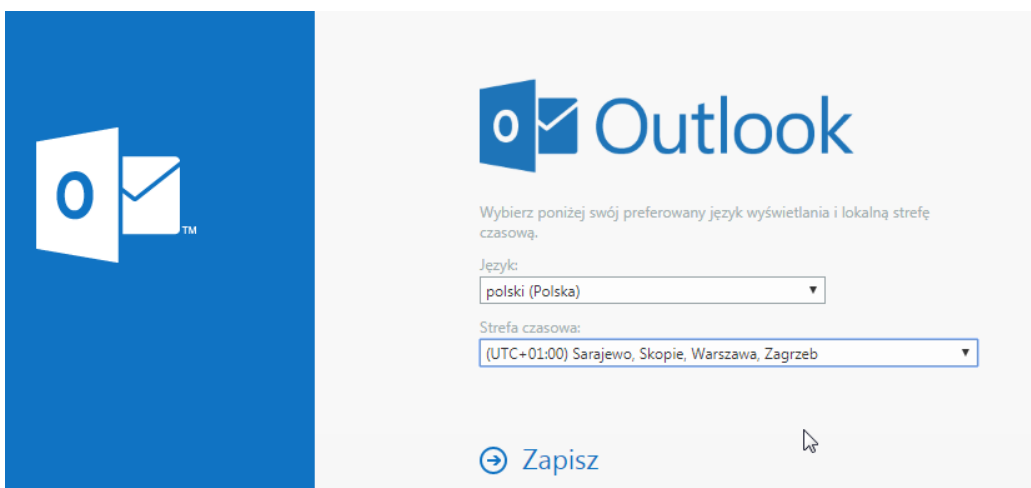 O
TM
O
Outlook
Wybierz poniżej swój preferowany język wyświetlania i lokalną strefę
czasową.
Język:
polski (Polska)
Strefa czasowa:
(UTC+01:00) Sarajewo, Skopie, Warszawa, Zagrzeb
Zapisz